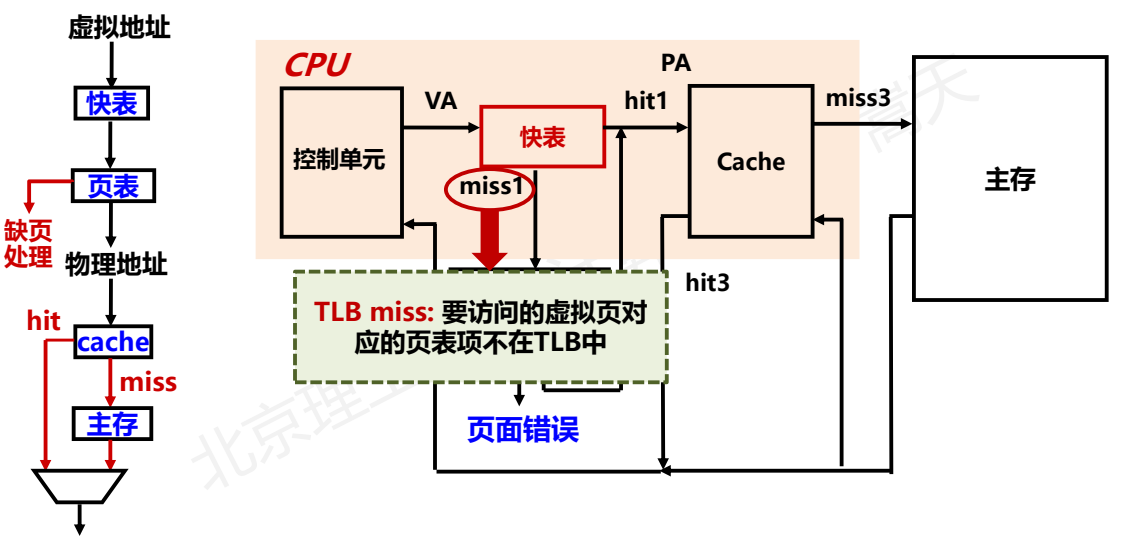 虚拟地址
快表
页表
缺页
处理
物理地址
hit
cache
miss
主存
CPU
控制单元
VA
快表
miss1
hit1
PA
Cache
miss3
主存
hit3
TLB miss: 要访问的虚拟页对
应的页表项不在TLB中
页面错误
嵩天
北京理